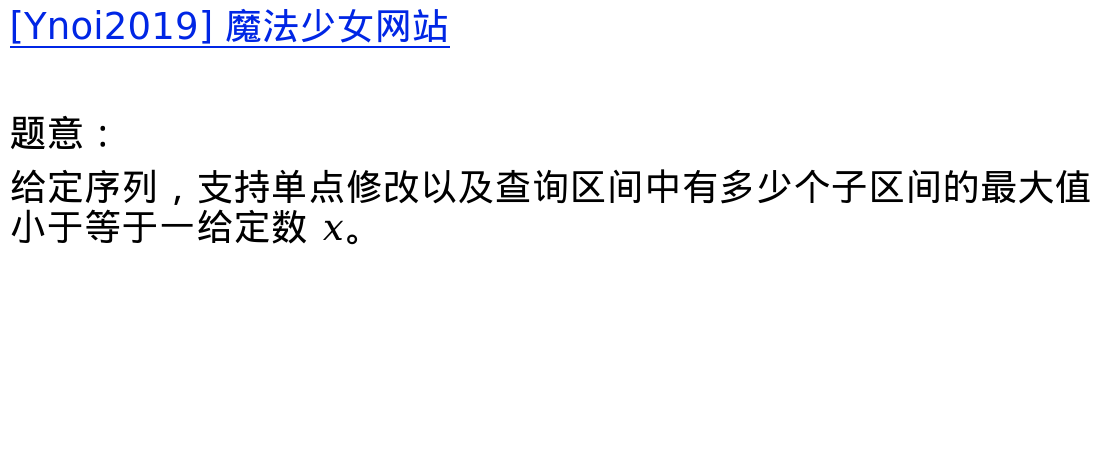 [Ynoi2019] 魔法少女网站
题意：
给定序列，支持单点修改以及查询区间中有多少个子区间的最大值
小于等于一给定数 x。